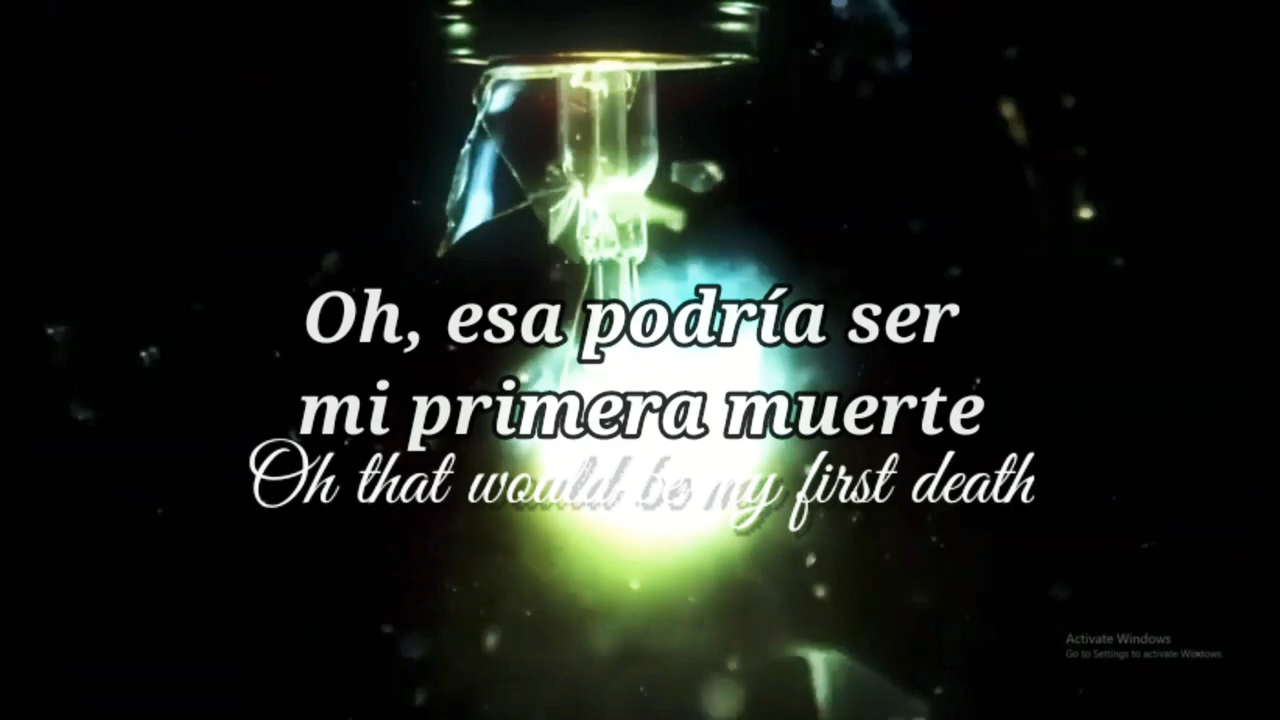 Oh, esa podría ser
mi primera muerte
Oh that would be my first death
Activate Windows
Go to Settings to activate Windows.